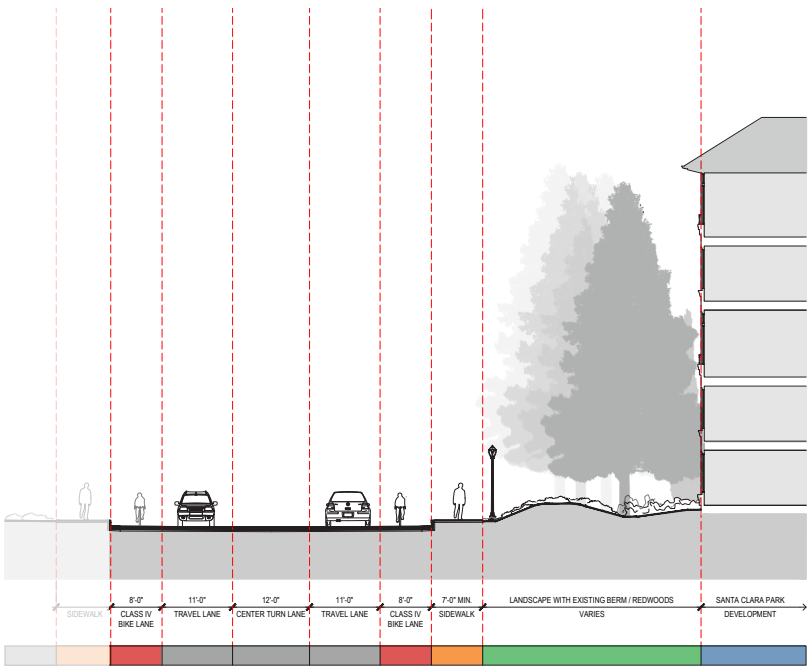 8'-0" 11'-0" 12'-0" 11'-0" 8'-0" 7'-0" MIN. LANDSCAPE WITH EXISTING BERM / REDWOODS SANTA CLARA PARK
SIDEWALK CLASS IV TRAVEL LANE CENTER TURN LANE TRAVEL LANE CLASS IV SIDEWALK VARIES DEVELOPMENT
BIKE LANE BIKE LANE